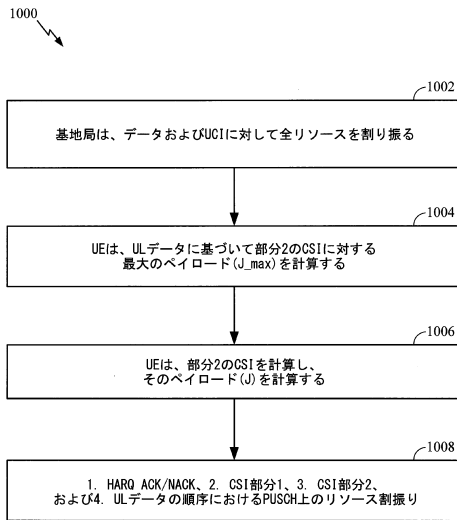 1000
1002
基地局は、データおよびUCIに対して全リソースを割り振る
1004
UEは、ULデータに基づいて部分2のCSIに対する
最大のペイロード(J_max)を計算する
1006
UEは、部分2のCSIを計算し、
そのペイロード(J)を計算する
1008
1. HARQ ACK/NACK、2. CSI部分1、3. CSI部分2、
および4. ULデータの順序におけるPUSCH上のリソース割振り